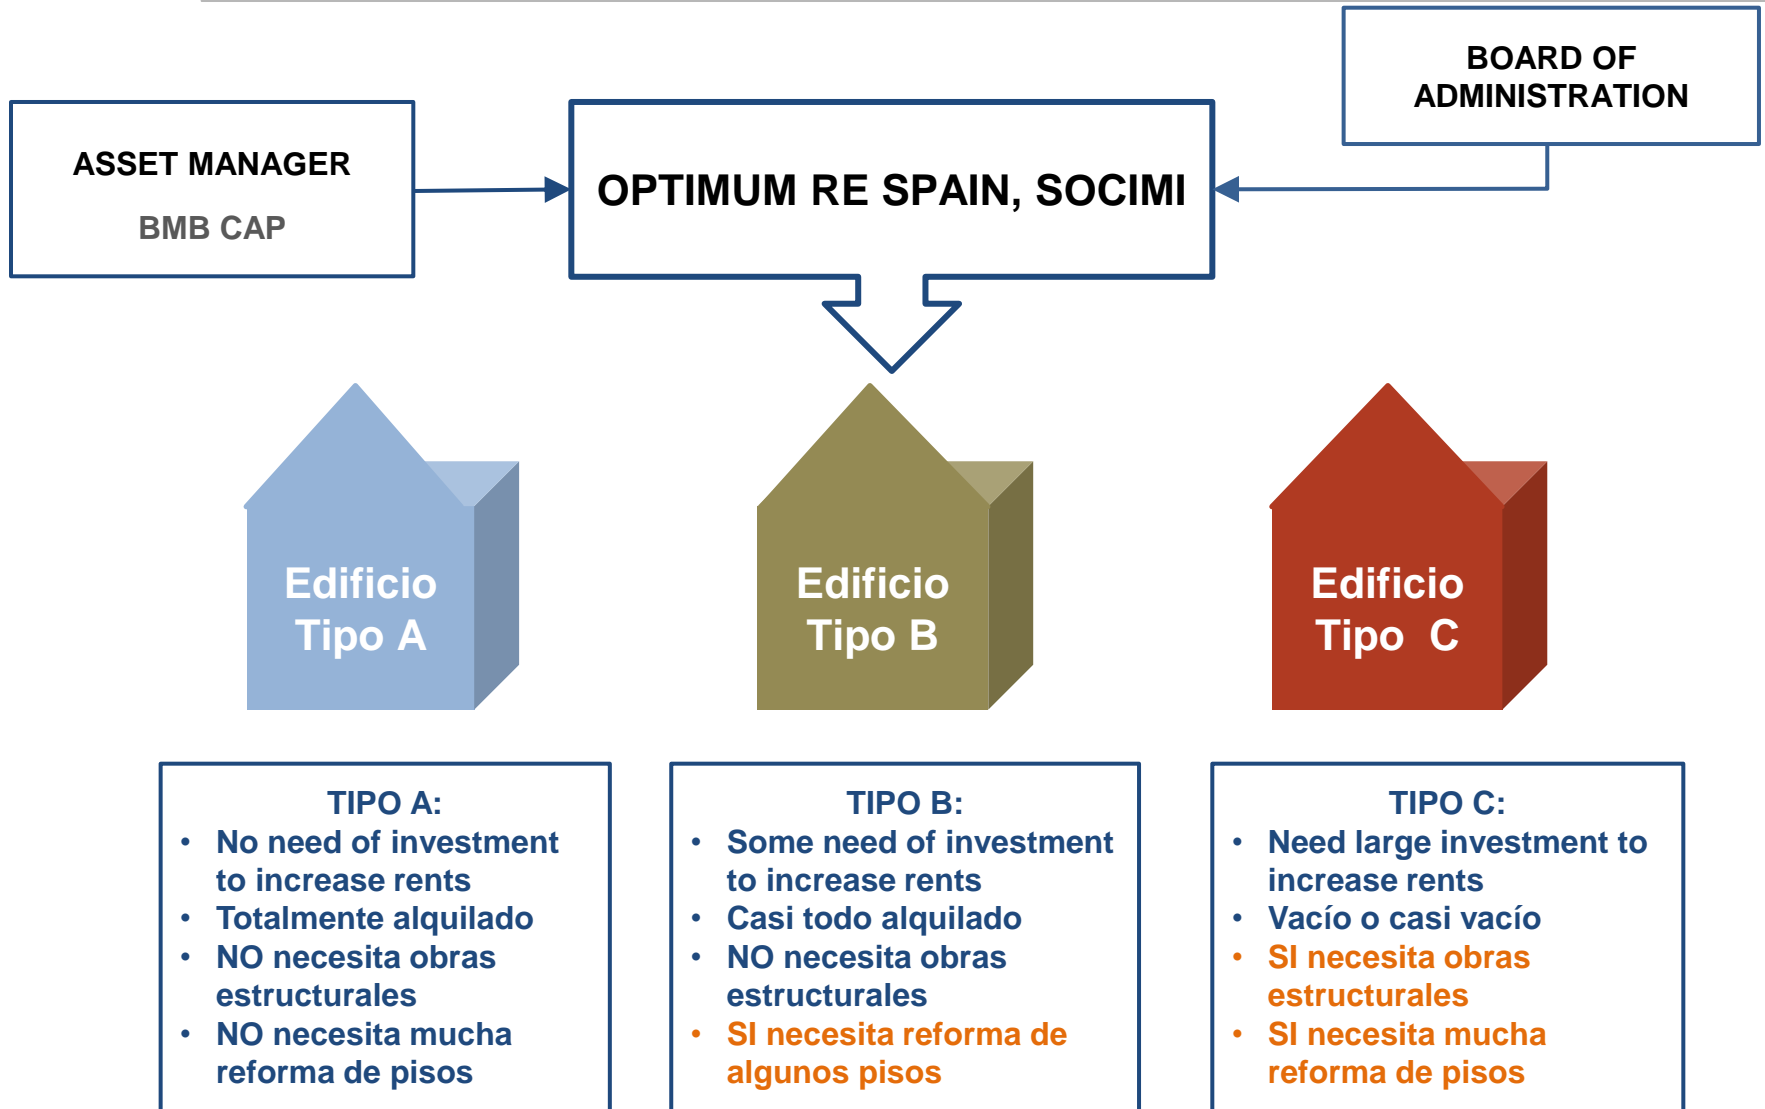 BOARD OF
ADMINISTRATION
ASSET MANAGER
BMB CAP
OPTIMUM RE SPAIN, SOCIMI
Edificio
Tipo A
Edificio
Tipo B
Edificio
Tipo C
TIPO A:
• No need of investment
to increase rents
• Totalmente alquilado
• NO necesita obras
estructurales
• NO necesita mucha
reforma de pisos
TIPO B:
• Some need of investment
to increase rents
• Casi todo alquilado
• NO necesita obras
estructurales
• SI necesita reforma de
algunos pisos
TIPO C:
• Need large investment to
increase rents
• Vacío o casi vacío
• SI necesita obras
estructurales
• SI necesita mucha
reforma de pisos